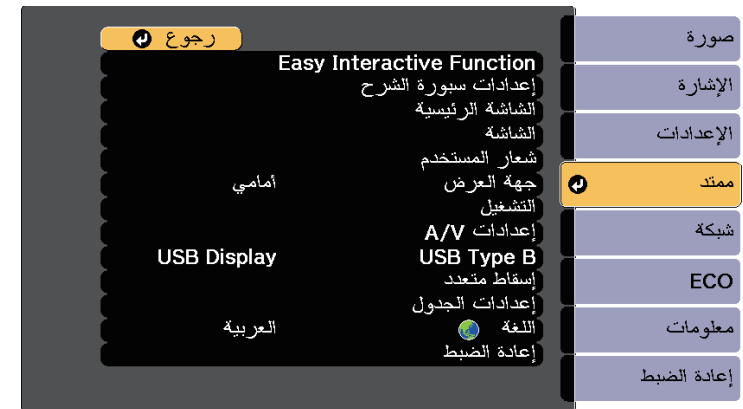 صورة
الإشارة
الإعدادات
ممتد
شبكة
ECO
معلومات
إعادة الضبط
رجوع
Easy Interactive Function
إعدادات سبورة الشرح
الشاشة الرئيسية
الشاشة
شعار المستخدم
جهة العرض أمامي
التشغيل
إعدادات A/V
USB Type B USB Display
إسقاط متعدد
إعدادات الجدول
اللغة العربية
إعادة الضبط